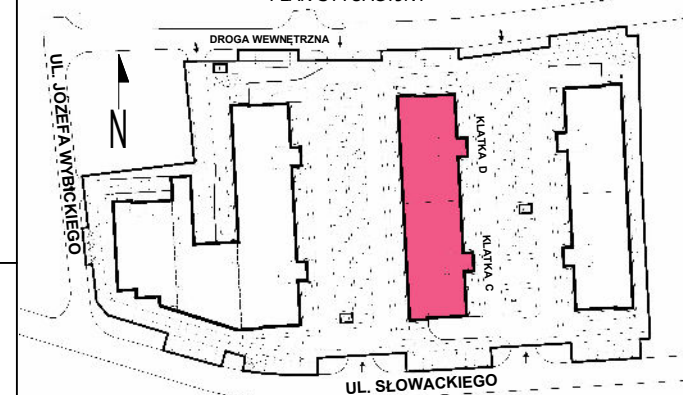 DROGA WEWNĘTRZNA
UL. JÓZEFA WYBICKIEGO
N
KLATKA D
KLATKA C
UL. SŁOWACKIEGO